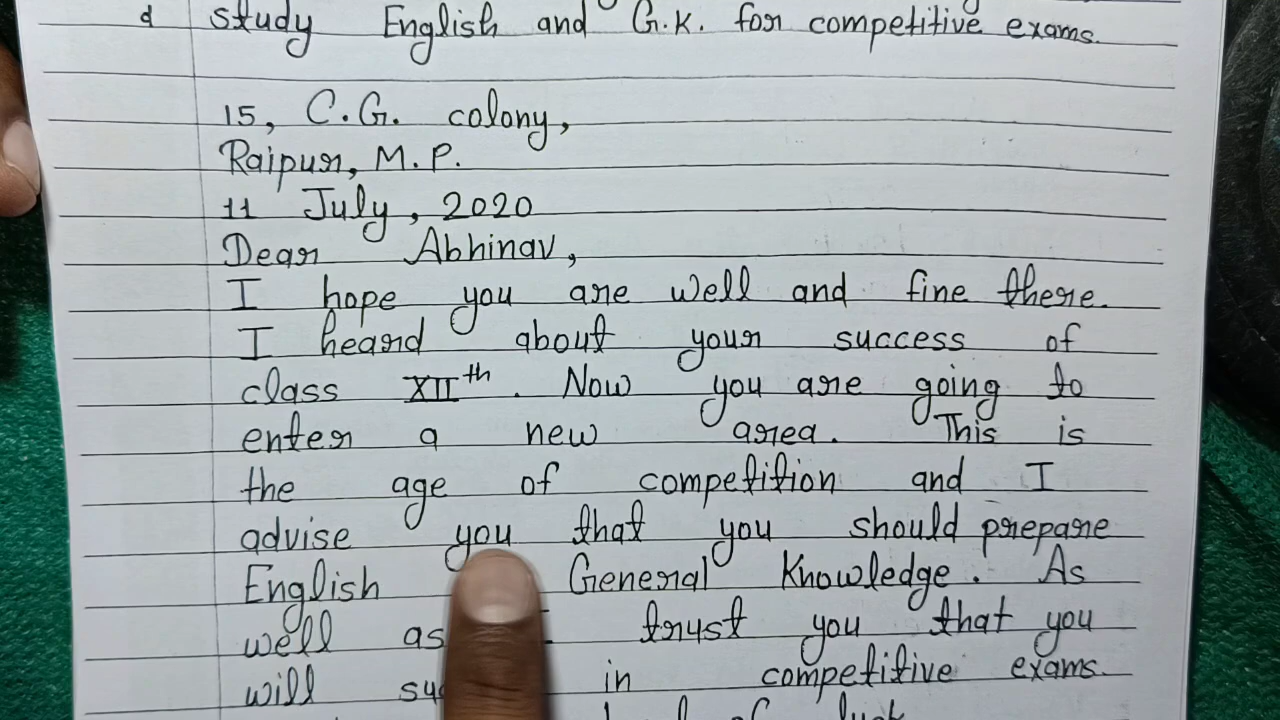 d study English and G.K. for competitive exams.
15, C.G. colony,
Raipur, M.P.
11 July, 2020
Dear Abhinav,
I hope you are well and fine there.
I heard about your success of
class XIIth. Now you are going to
enter a new area. This is
the age of competition and I
advise you that you should prepare
English General Knowledge. As
well as trust you that you
will in competitive exams.
of luck